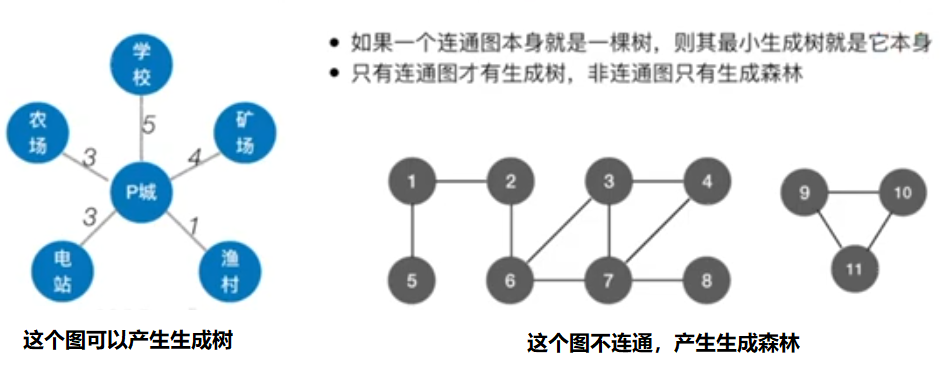 学校
农场
矿场
5
3
4
P城
3
1
电站
渔村
这个图可以产生生成树
• 如果一个连通图本身就是一棵树，则其最小生成树就是它本身
• 只有连通图才有生成树，非连通图只有生成森林
1
2
3
4
9
10
5
6
7
8
11
这个图不连通，产生生成森林